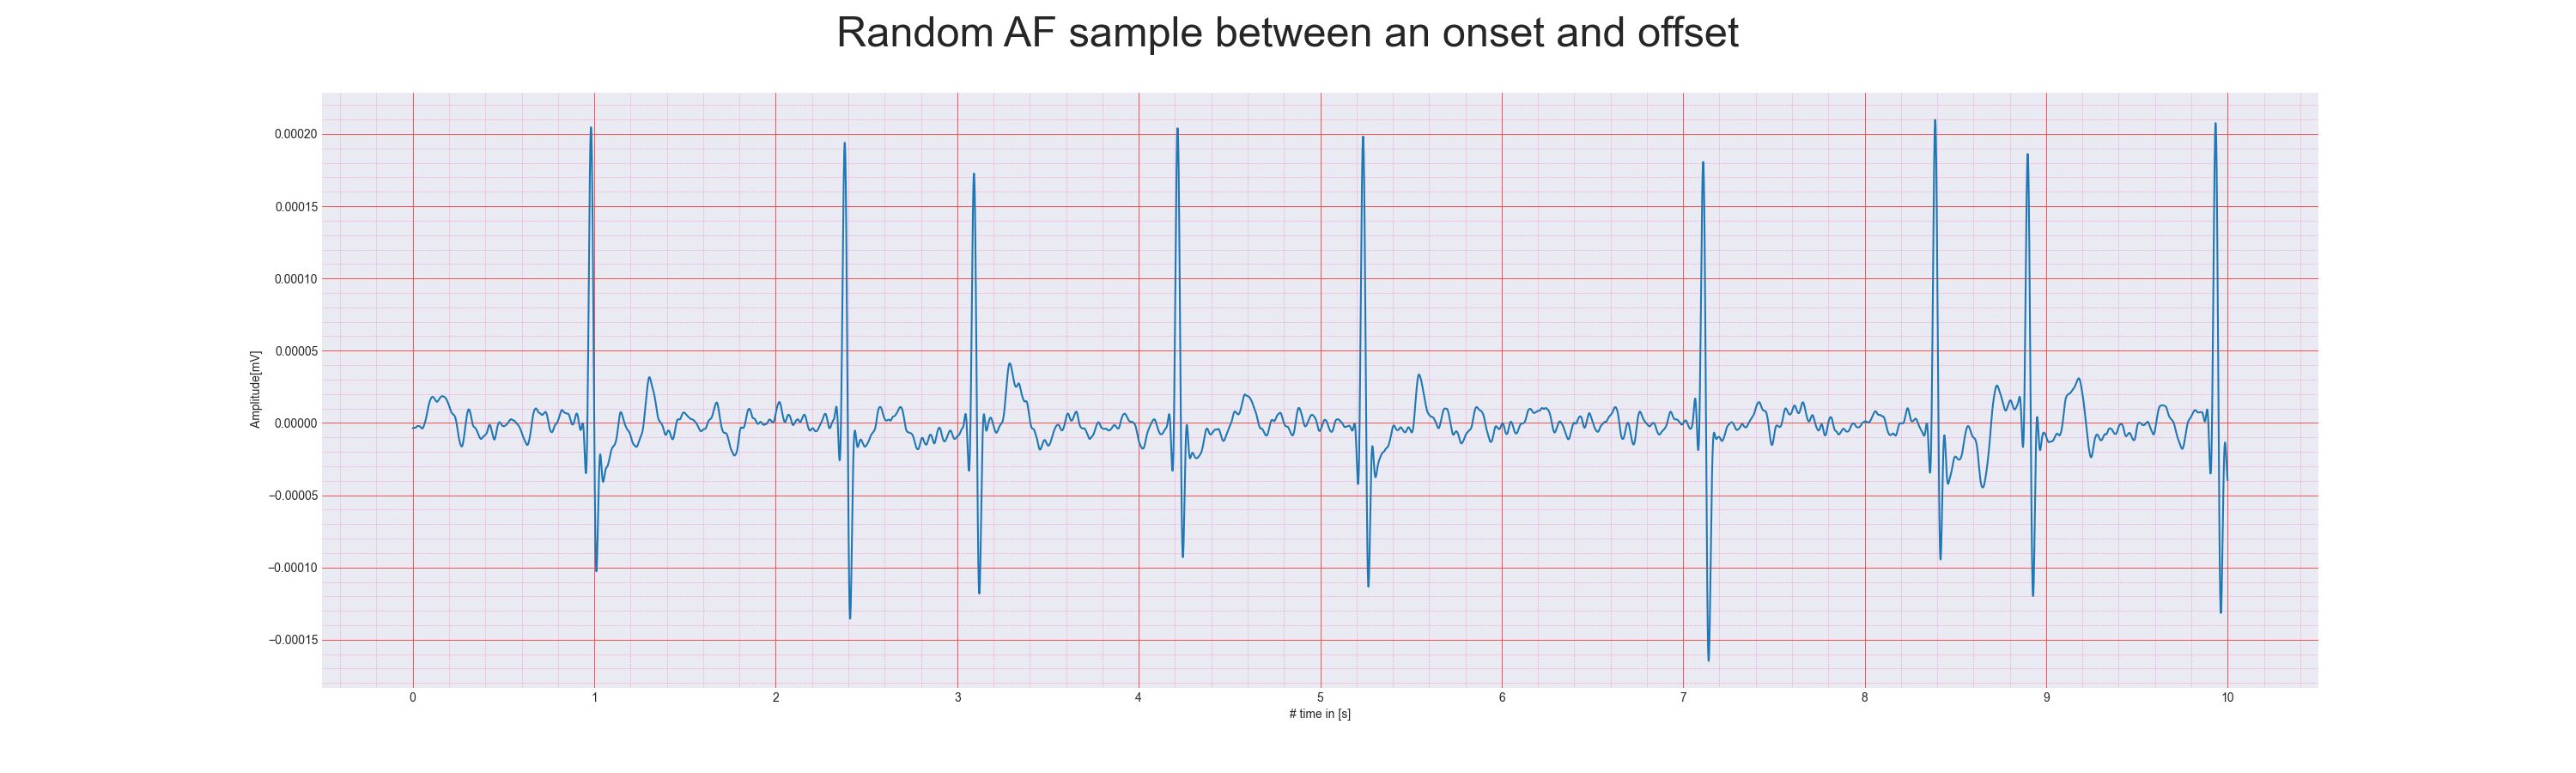 Random AF sample between an onset and offset
0.00020
0.00015
0.00010
0.00005
0.00000
−0.00005
−0.00010
−0.00015
Amplitude[mV]
0 1 2 3 4 5 6 7 8 9 10
# time in [s]